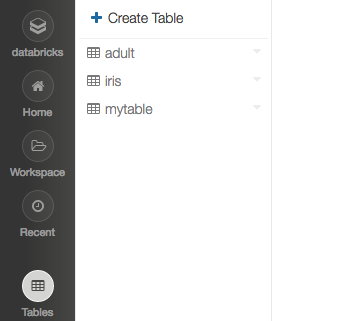 databricks
Home
Workspace
Recent
Tables
Create Table
adult
iris
mytable